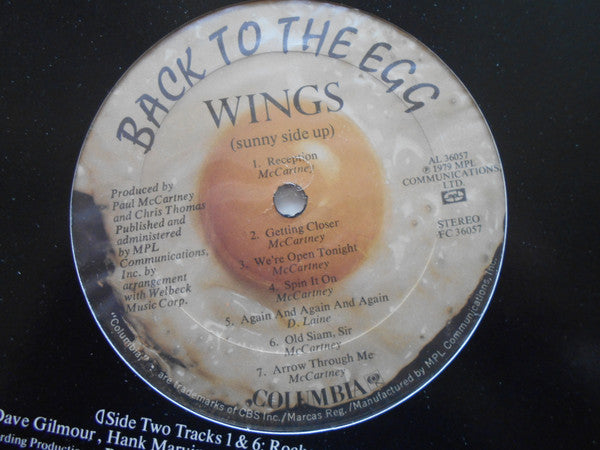 BACK TO THE EGG
WINGS
(sunny side up)
1. Reception
McCartney
AL 36057
℗ 1979 MPL
COMMUNICATIONS
LTD.
STEREO
FC 36057
Produced by
Paul McCartney
and Chris Thomas
Published and
administered
by MPL
Communications,
Inc. by
arrangement
with Welbeck
Music Corp.
2. Getting Closer
McCartney
3. We're Open Tonight
McCartney
4. Spin It On
McCartney
5. Again And Again And Again
D. Laine
6. Old Siam, Sir
McCartney
7. Arrow Through Me
McCartney
COLUMBIA
"Columbia," are trademarks of CBS Inc./Marcas Reg./Manufactured by MPL Communications, Inc.
Side Two Tracks 1 & 6: Rock
Dave Gilmour, Hank Marvin